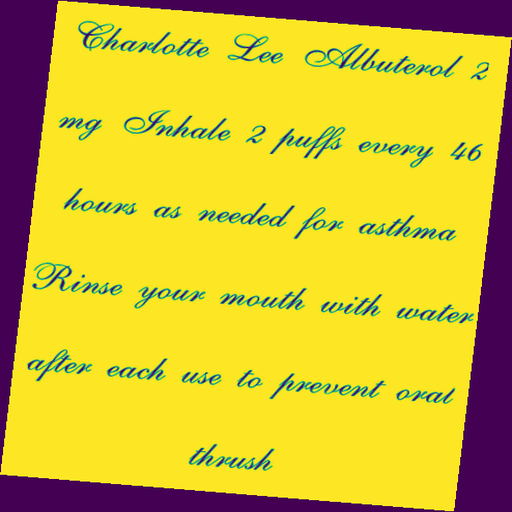 Charlotte Lee Albuterol 2
mg Inhale 2 puffs every 46
hours as needed for asthma
Rinse your mouth with water
after each use to prevent oral
thrush